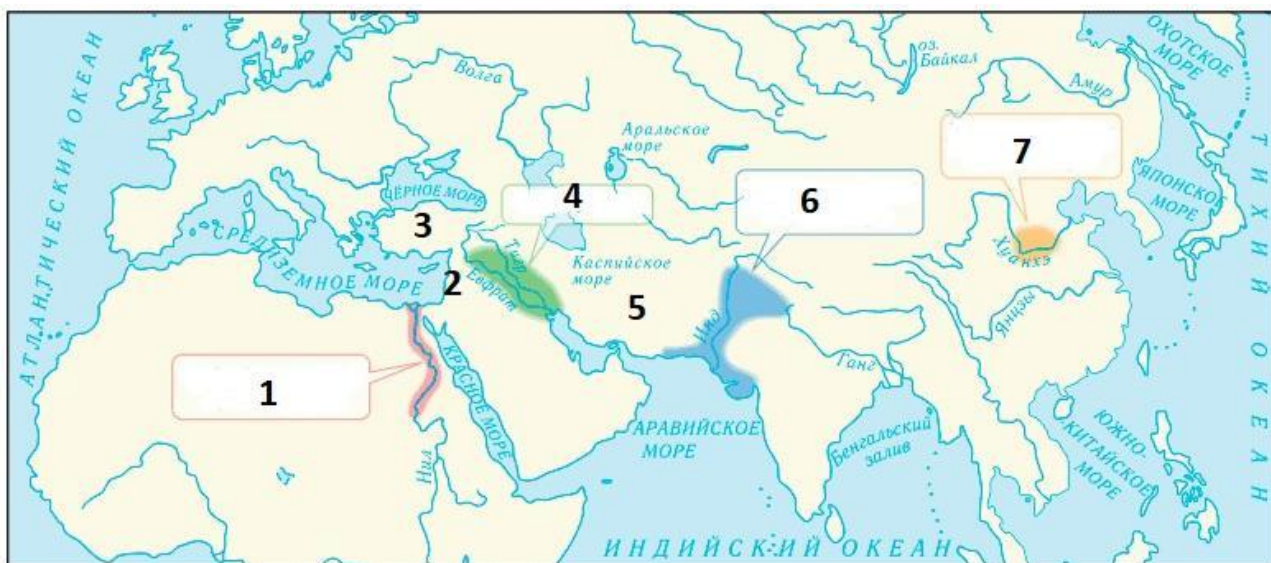 АТЛАНТИЧЕСКИЙ ОКЕАН
Волга
оз.
Байкал
Амур
ОХОТСКОЕ
МОРЕ
Аральское
море
7
ЯПОНСКОЕ
МОРЕ
ТИХИЙ ОКЕАН
ЧЁРНОЕ МОРЕ
4
6
3
СРЕДИЗЕМНОЕ МОРЕ
2
Тигр
Евфрат
Каспийское
море
5
Инд
Хуанхэ
Янцзы
Ганг
1
КРАСНОЕ МОРЕ
Нил
АРАВИЙСКОЕ
МОРЕ
Бенгальский
залив
ЮЖНО-
КИТАЙСКОЕ
МОРЕ
Ц
ИНДИЙСКИЙ ОКЕАН